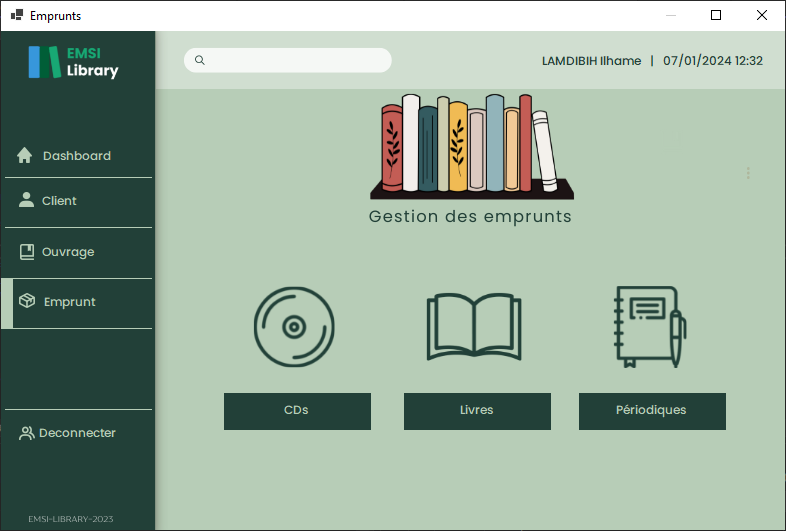 Emprunts
EMSI
Library
LAMDIBIH Ilhame | 07/01/2024 12:32
Dashboard
Client
Ouvrage
Emprunt
Deconnecter
EMSI-LIBRARY-2023
Gestion des emprunts
CDs
Livres
Périodiques